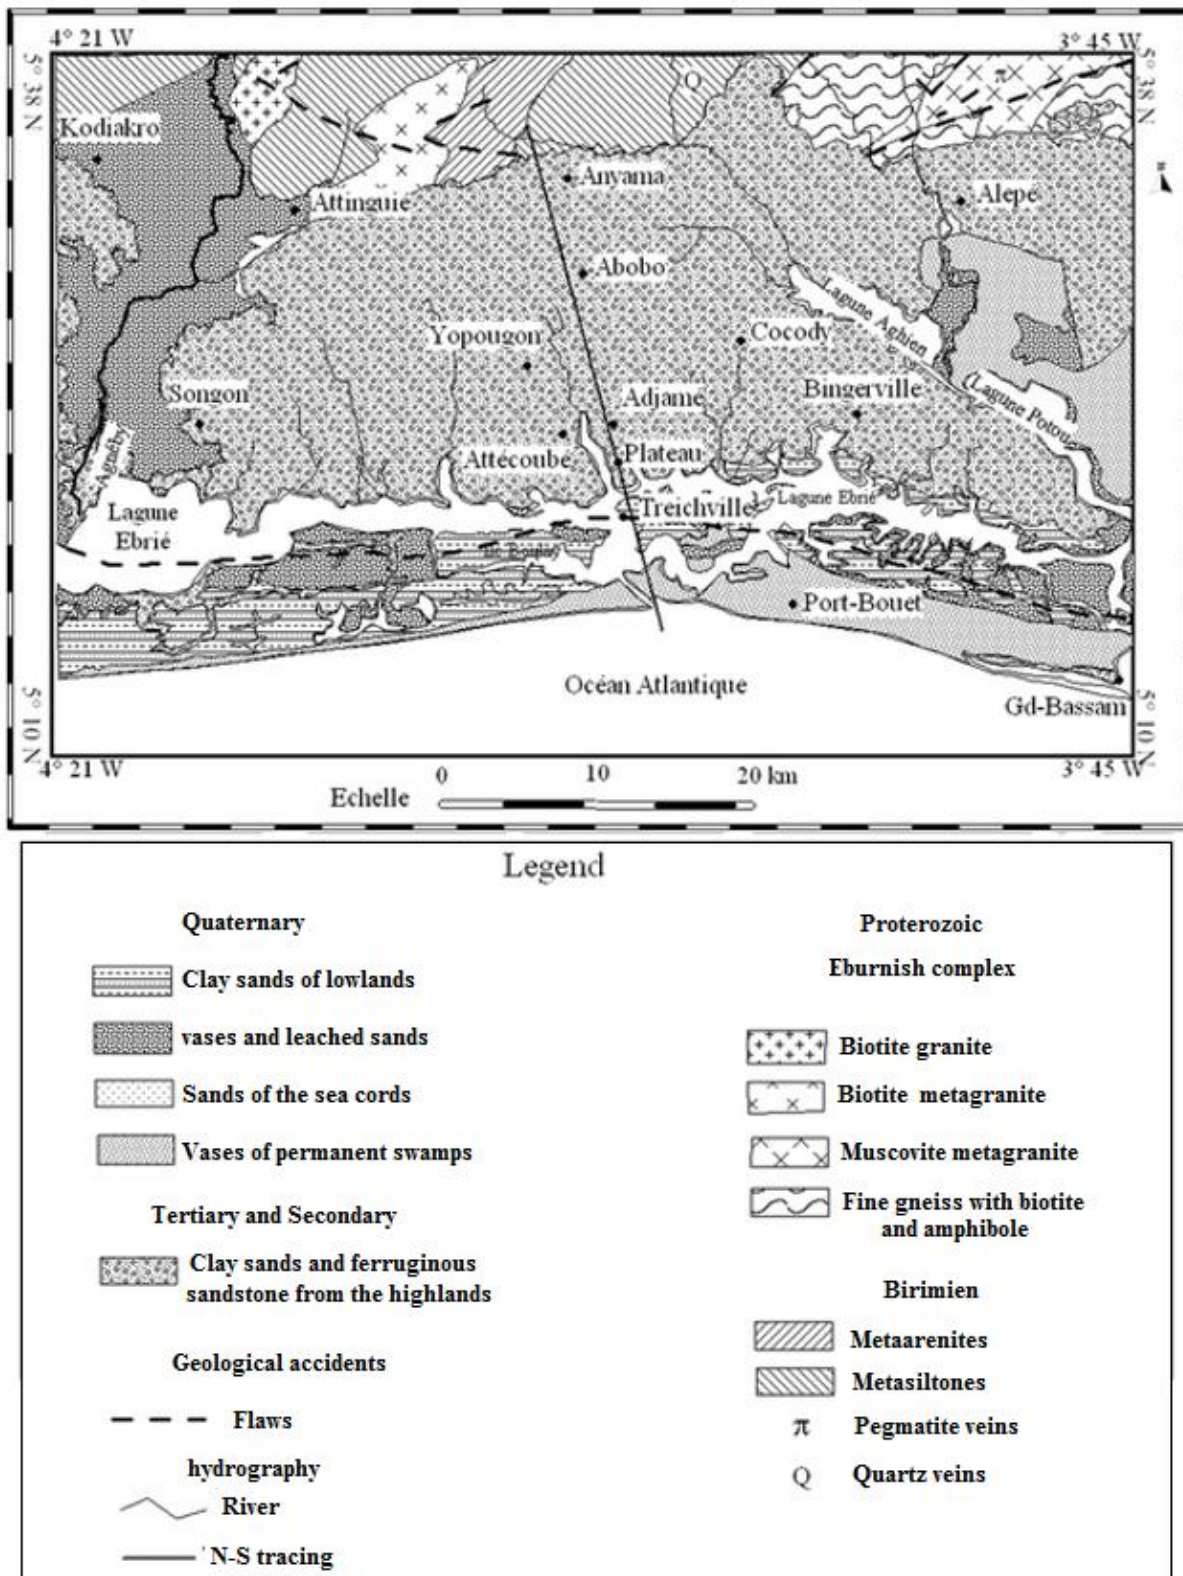 4° 21 W
3° 45 W
5° 38 N
5° 38 N
Kodiakro
Q
π
Anyama
Alepe
Attinguie
Abobo
Lagune Aghien
Yopougon
Cocody
Songon
Adjame
Bingerville
Lagune Potou
Attécoube
Plateau
Agnéby
Lagune
Ebrié
Treichville
Lagune Ebrié
Port-Bouet
Océan Atlantique
Gd-Bassam
5° 10 N
5° 10 N
4° 21 W
3° 45 W
0 10 20 km
Echelle
Legend
Quaternary
Clay sands of lowlands
vases and leached sands
Sands of the sea cords
Vases of permanent swamps
Tertiary and Secondary
Clay sands and ferruginous
sandstone from the highlands
Geological accidents
Flaws
hydrography
River
N-S tracing
Proterozoic
Eburnish complex
Biotite granite
Biotite metagranite
Muscovite metagranite
Fine gneiss with biotite
and amphibole
Birimien
Metaarenites
Metasiltones
π Pegmatite veins
Q Quartz veins